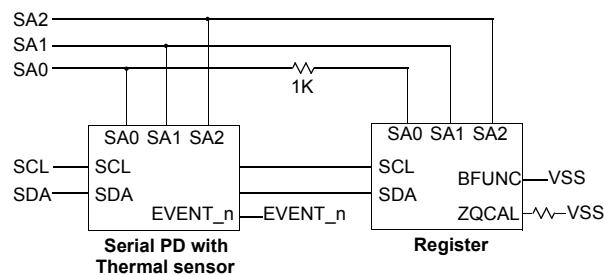 SA2
SA1
SA0
1K
SA0 SA1 SA2
SA0 SA1 SA2
SCL
SCL
SCL
SDA
SDA
SDA
BFUNC
VSS
EVENT_n
EVENT_n
ZQCAL
VSS
Serial PD with
Thermal sensor
Register